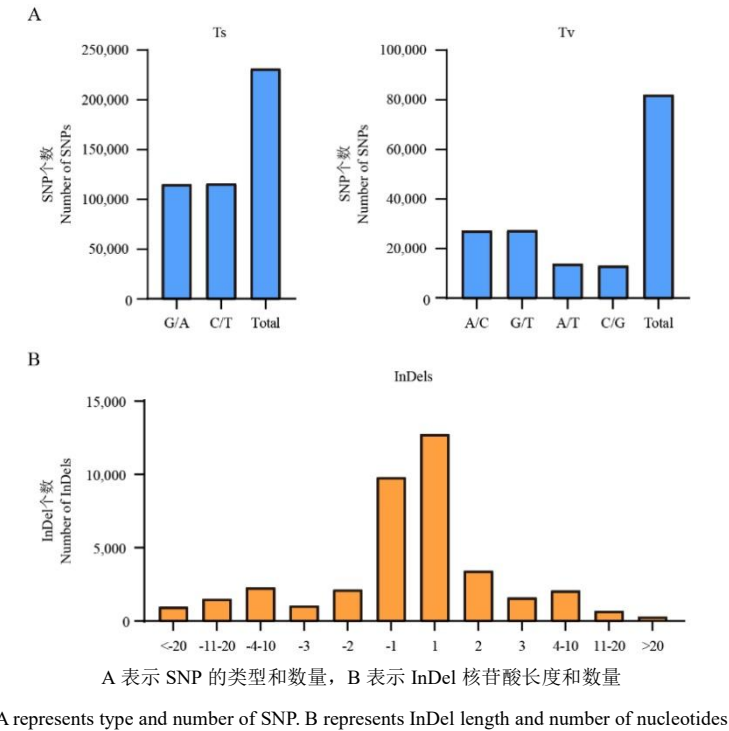 A
Ts
250,000
200,000
150,000
100,000
50,000
0
SNP个数
Number of SNPs
G/A C/T Total
Tv
100,000
80,000
60,000
40,000
20,000
0
SNP个数
Number of SNPs
A/C G/T A/T C/G Total
B
InDels
15,000
10,000
5,000
0
InDel个数
Number of InDels
<-20 -11-20 -4-10 -3 -2 -1 1 2 3 4-10 11-20 >20
A 表示 SNP 的类型和数量，B 表示 InDel 核苷酸长度和数量
A represents type and number of SNP. B represents InDel length and number of nucleotides